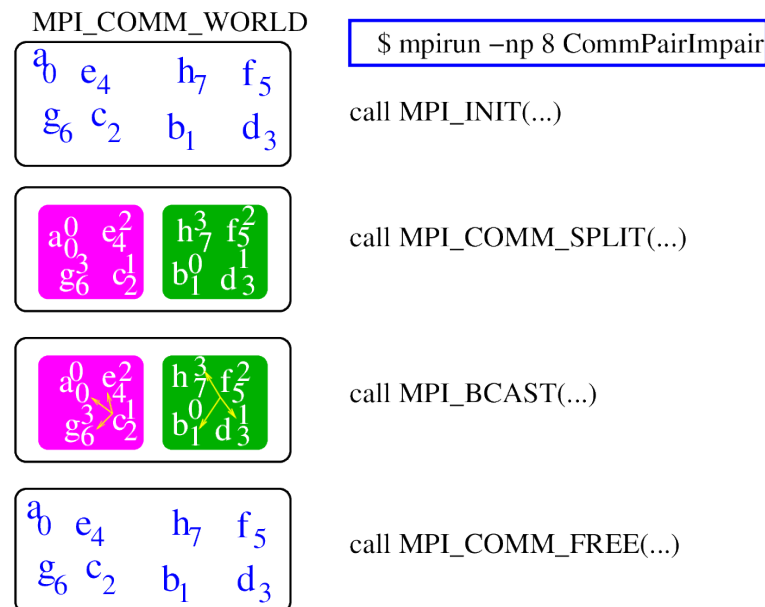 MPI_COMM_WORLD
$ mpirun −np 8 CommPairImpair
a0 e4 h7 f5
g6 c2 b1 d3
call MPI_INIT(...)
a00 e42 h73 f52
g63 c21 b10 d31
call MPI_COMM_SPLIT(...)
a00 e42 h73 f52
g63 c21 b10 d31
call MPI_BCAST(...)
a0 e4 h7 f5
g6 c2 b1 d3
call MPI_COMM_FREE(...)